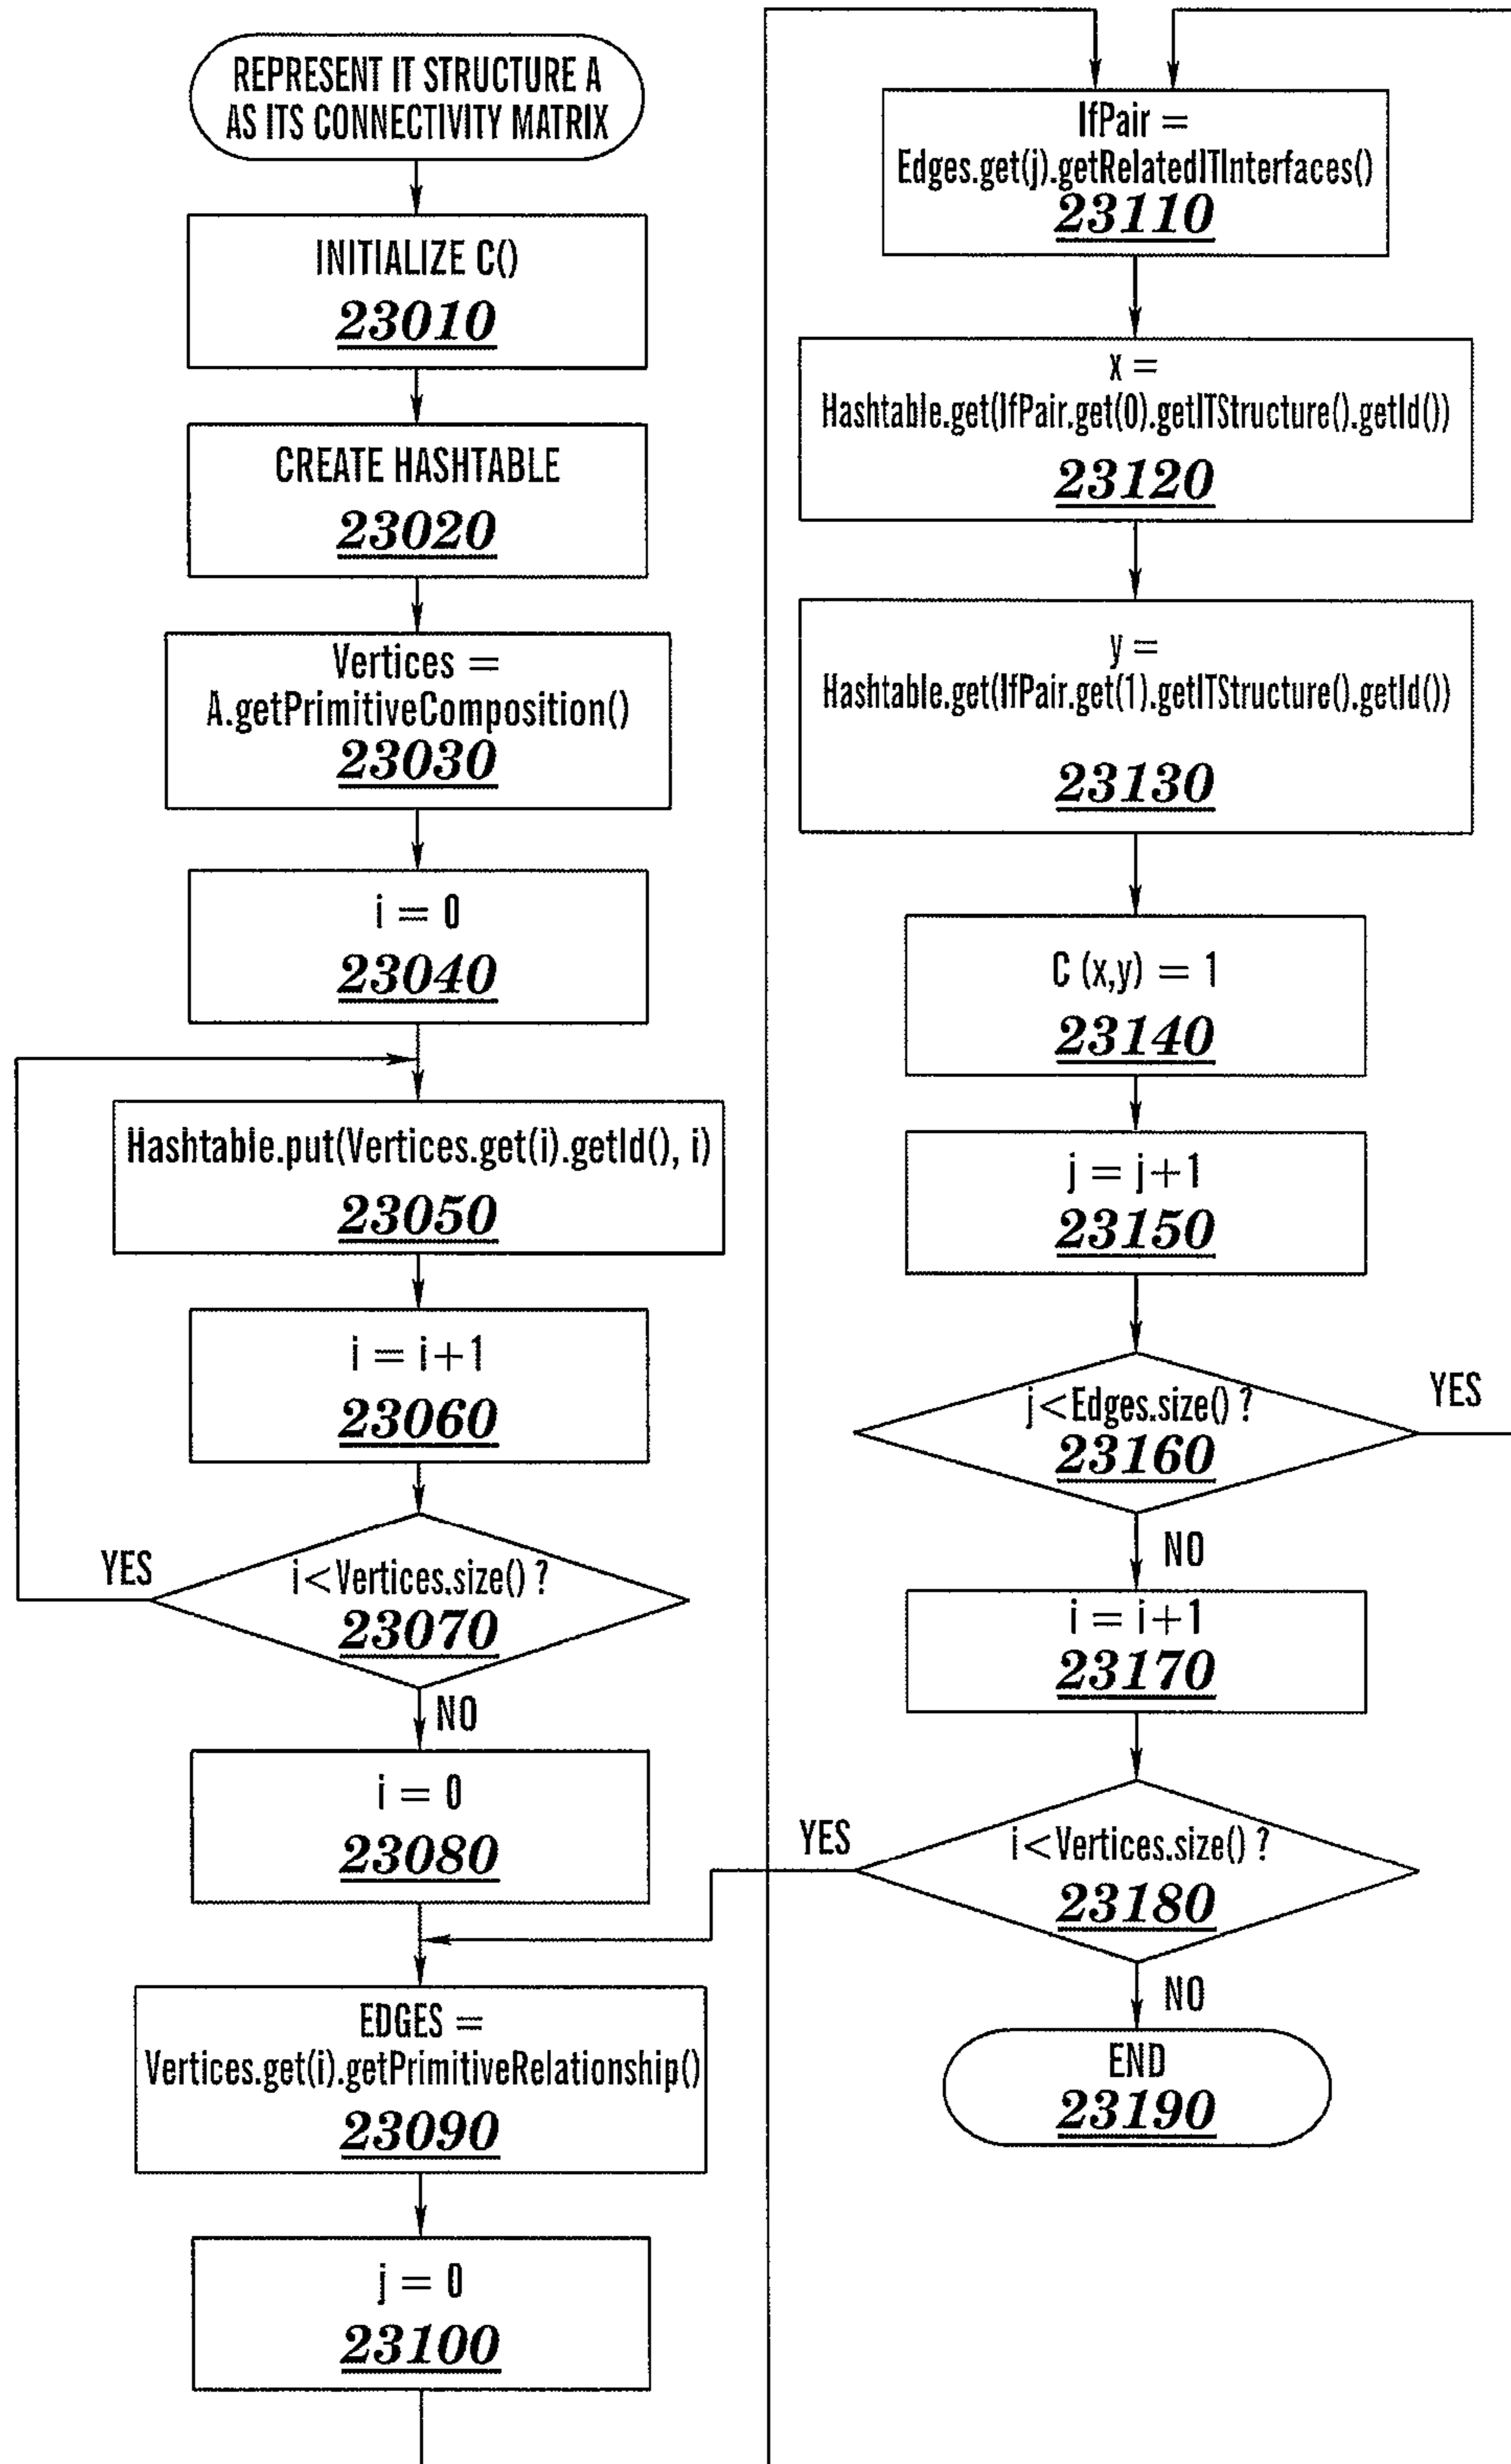 REPRESENT IT STRUCTURE A
AS ITS CONNECTIVITY MATRIX
INITIALIZE C()
23010
CREATE HASHTABLE
23020
Vertices =
A.getPrimitiveComposition()
23030
i = 0
23040
Hashtable.put(Vertices.get(i).getId(), i)
23050
i = i+1
23060
i<Vertices.size() ?
23070
YES
NO
i = 0
23080
EDGES =
Vertices.get(i).getPrimitiveRelationship()
23090
j = 0
23100
IfPair =
Edges.get(j).getRelatedITInterfaces()
23110
x =
Hashtable.get(IfPair.get(0).getITStructure().getId())
23120
y =
Hashtable.get(IfPair.get(1).getITStructure().getId())
23130
C (x,y) = 1
23140
j = j+1
23150
j<Edges.size() ?
23160
YES
NO
i = i+1
23170
i<Vertices.size() ?
23180
YES
NO
END
23190